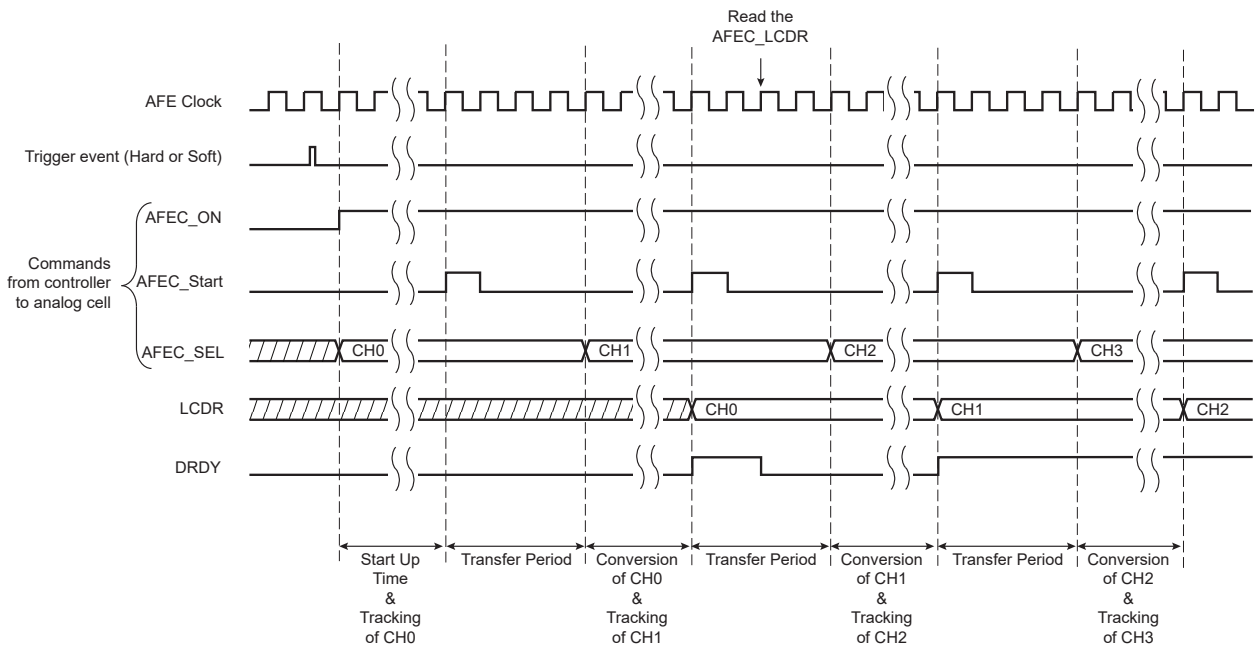 Read the
AFEC_LCDR
AFE Clock
Trigger event (Hard or Soft)
AFEC_ON
Commands
from controller
to analog cell
AFEC_Start
AFEC_SEL
CH0
CH1
CH2
CH3
LCDR
CH0
CH1
CH2
DRDY
Start Up
Time
&
Tracking
of CH0
Transfer Period
Conversion
of CH0
&
Tracking
of CH1
Transfer Period
Conversion
of CH1
&
Tracking
of CH2
Transfer Period
Conversion
of CH2
&
Tracking
of CH3